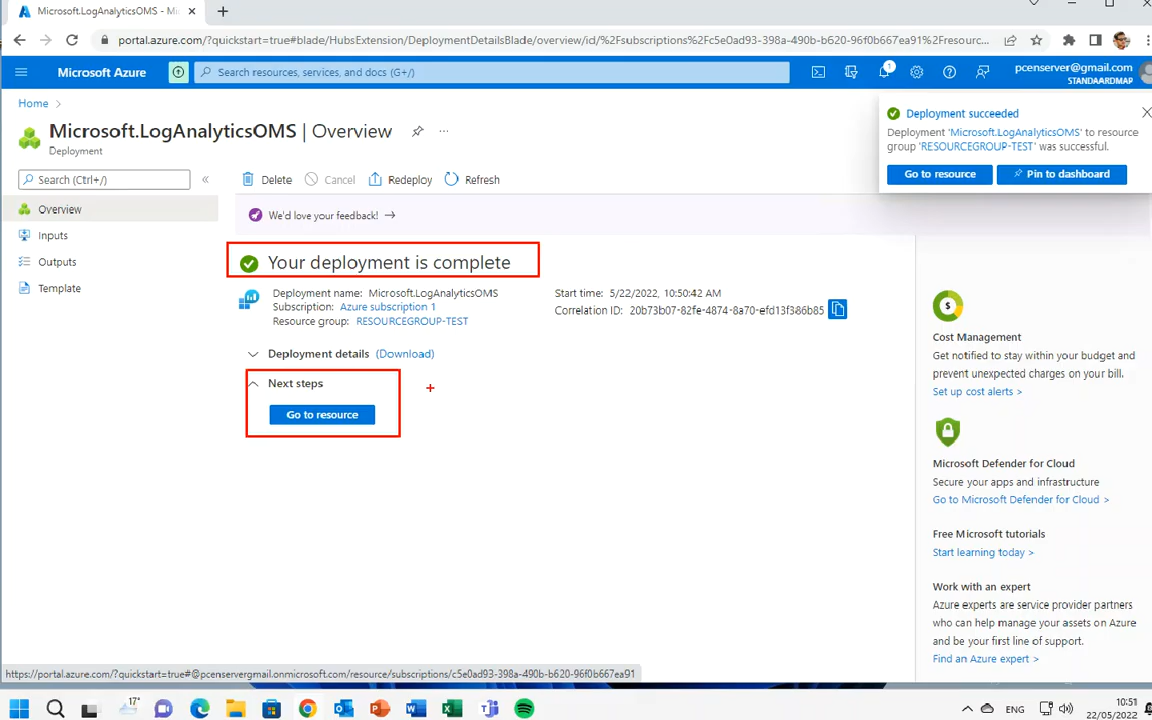 Microsoft.LogAnalyticsOMS - Mi
portal.azure.com/?quickstart=true#blade/HubsExtension/DeploymentDetailsBlade/overview/id/%2Fsubscriptions%2Fc5e0ad93-398a-490b-b620-96f0b667ea91%2Fresourc...
Microsoft Azure
Search resources, services, and docs (G+/)
1
pcenserver@gmail.com
STANDAARDMAP
Home
Microsoft.LogAnalyticsOMS | Overview
Deployment
Deployment succeeded
Deployment 'Microsoft.LogAnalyticsOMS' to resource
group 'RESOURCEGROUP-TEST' was successful.
Go to resource
Pin to dashboard
Search (Ctrl+/)
Delete
Cancel
Redeploy
Refresh
Overview
Inputs
Outputs
Template
We'd love your feedback!
Your deployment is complete
Deployment name: Microsoft.LogAnalyticsOMS
Subscription: Azure subscription 1
Resource group: RESOURCEGROUP-TEST
Start time: 5/22/2022, 10:50:42 AM
Correlation ID: 20b73b07-82fe-4874-8a70-efd13f386b85
Deployment details (Download)
Next steps
Go to resource
Cost Management
Get notified to stay within your budget and
prevent unexpected charges on your bill.
Set up cost alerts >
Microsoft Defender for Cloud
Secure your apps and infrastructure
Go to Microsoft Defender for Cloud >
Free Microsoft tutorials
Start learning today >
Work with an expert
Azure experts are service provider partners
who can help manage your assets on Azure
and be your first line of support.
Find an Azure expert >
https://portal.azure.com/?quickstart=true#@pcenservergmail.onmicrosoft.com/resource/subscriptions/c5e0ad93-398a-490b-b620-96f0b667ea91
17°
ENG
10:51
22/05/2022